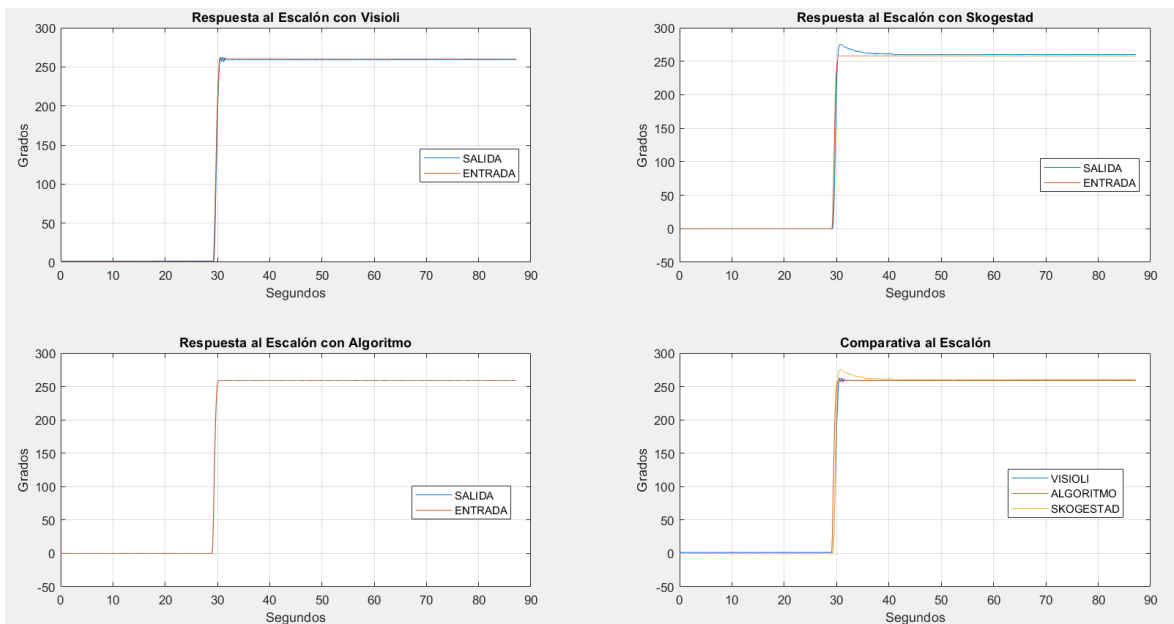 Respuesta al Escalón con Visioli
300
250
200
150
100
50
0
Grados
0 10 20 30 40 50 60 70 80 90
Segundos
SALIDA
ENTRADA
Respuesta al Escalón con Skogestad
300
250
200
150
100
50
0
-50
Grados
0 10 20 30 40 50 60 70 80 90
Segundos
SALIDA
ENTRADA
Respuesta al Escalón con Algoritmo
300
250
200
150
100
50
0
-50
Grados
0 10 20 30 40 50 60 70 80 90
Segundos
SALIDA
ENTRADA
Comparativa al Escalón
300
250
200
150
100
50
0
-50
Grados
0 10 20 30 40 50 60 70 80 90
Segundos
VISIOLI
ALGORITMO
SKOGESTAD